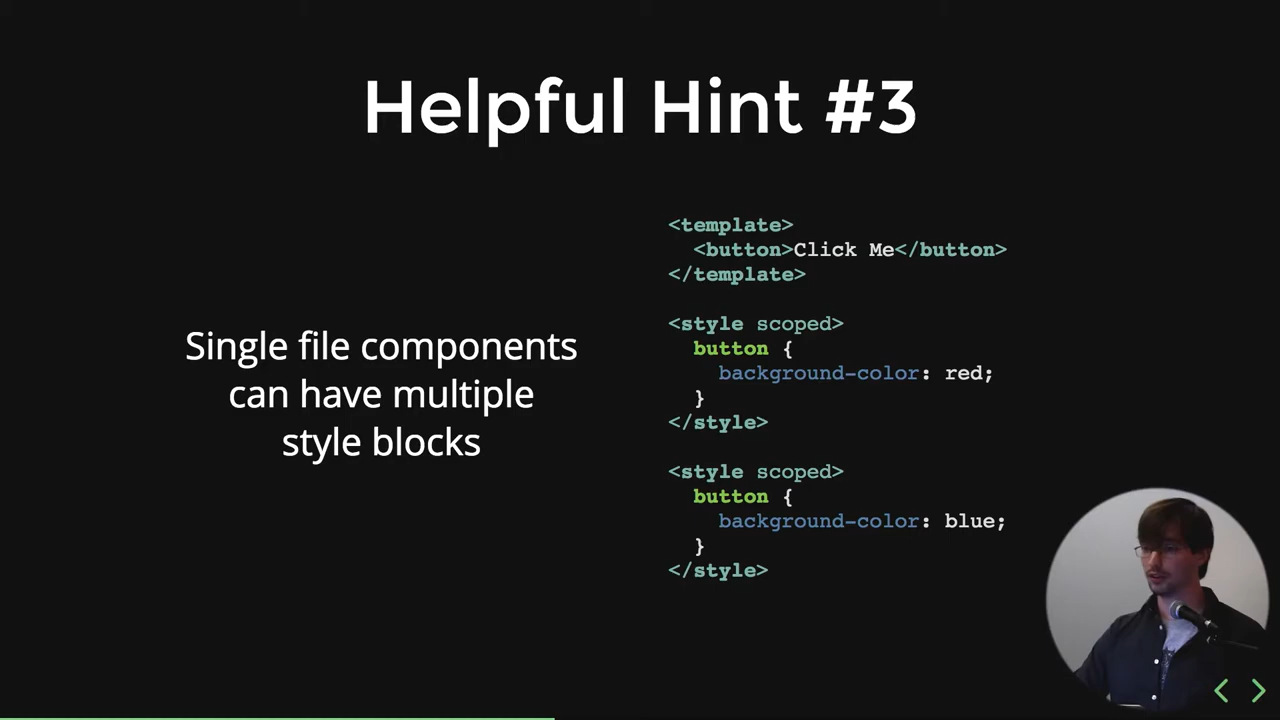 Helpful Hint #3
Single file components
can have multiple
style blocks
<template>
  <button>Click Me</button>
</template>

<style scoped>
  button {
    background-color: red;
  }
</style>

<style scoped>
  button {
    background-color: blue;
  }
</style>